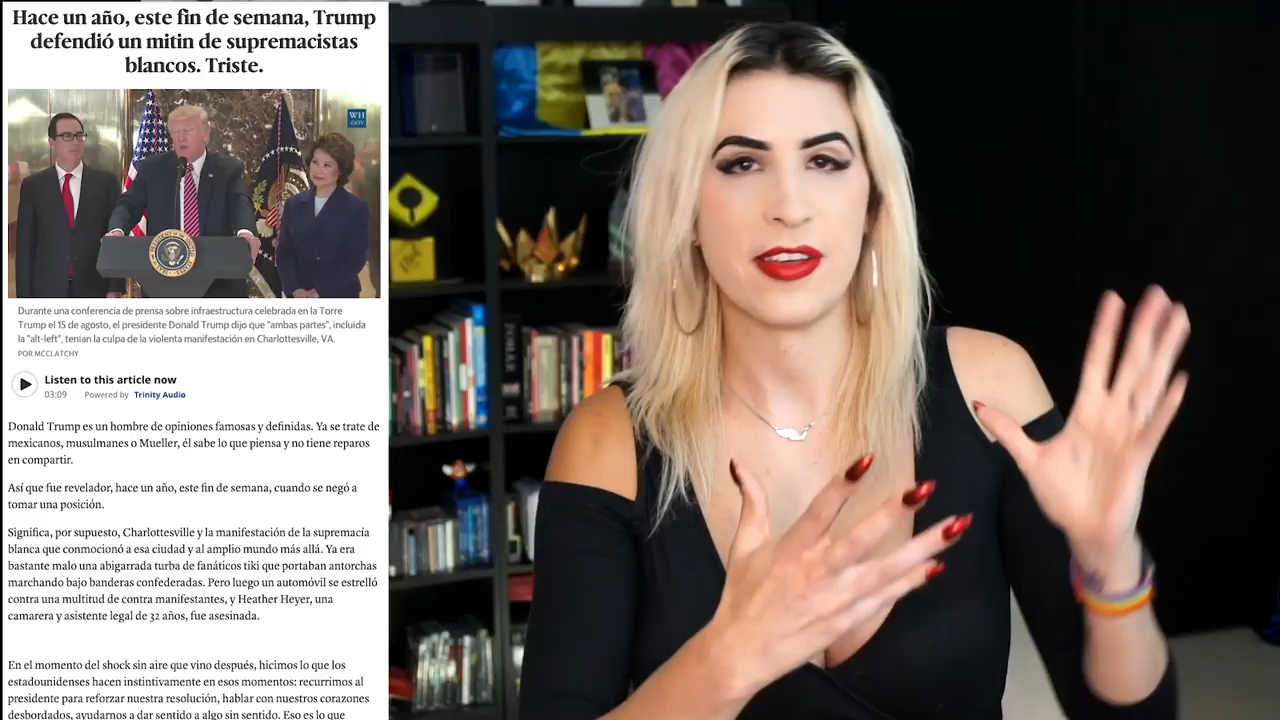 Hace un año, este fin de semana, Trump
defendió un mitin de supremacistas
blancos. Triste.
WH
GOV
Durante una conferencia de prensa sobre infraestructura celebrada en la Torre
Trump el 15 de agosto, el presidente Donald Trump dijo que "ambas partes", incluida
la "alt-left", tenían la culpa de la violenta manifestación en Charlottesville, VA.
POR MCCLATCHY
Listen to this article now
03:09 Powered by Trinity Audio
Donald Trump es un hombre de opiniones famosas y definidas. Ya se trate de
mexicanos, musulmanes o Mueller, él sabe lo que piensa y no tiene reparos
en compartir.
Así que fue revelador, hace un año, este fin de semana, cuando se negó a
tomar una posición.
Significa, por supuesto, Charlottesville y la manifestación de la supremacía
blanca que conmocionó a esa ciudad y al amplio mundo más allá. Ya era
bastante malo una abigarrada turba de fanáticos tiki que portaban antorchas
marchando bajo banderas confederadas. Pero luego un automóvil se estrelló
contra una multitud de contra manifestantes, y Heather Heyer, una
camarera y asistente legal de 32 años, fue asesinada.
En el momento del shock sin aire que vino después, hicimos lo que los
estadounidenses hacen instintivamente en esos momentos: recurrimos al
presidente para reforzar nuestra resolución, hablar con nuestros corazones
desbordados, ayudarnos a dar sentido a algo sin sentido. Eso es lo que